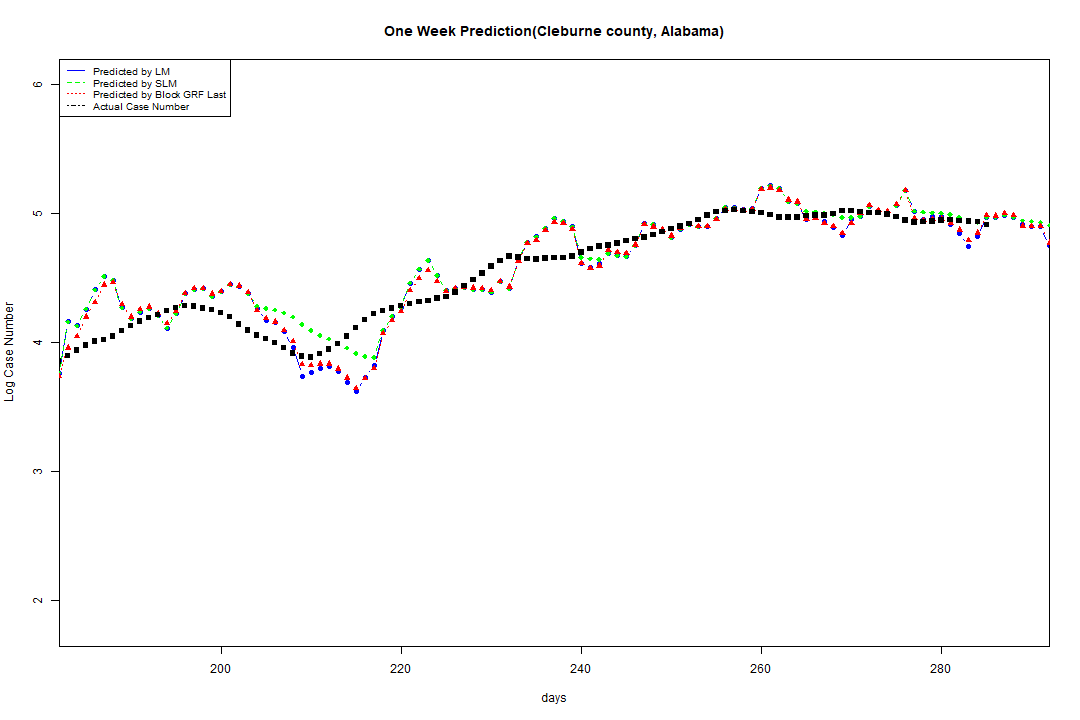 One Week Prediction(Cleburne county, Alabama)
Predicted by LM
Predicted by SLM
Predicted by Block GRF Last
Actual Case Number
6
5
4
3
2
Log Case Number
200 220 240 260 280
days